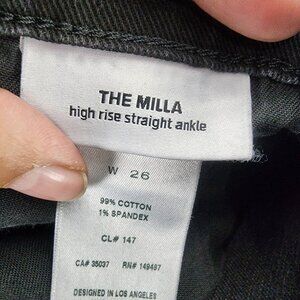 THE MILLA
high rise straight ankle
W 26
99% COTTON
1% SPANDEX
CL# 147
CA# 35037 RN# 149487
DESIGNED IN LOS ANGELES